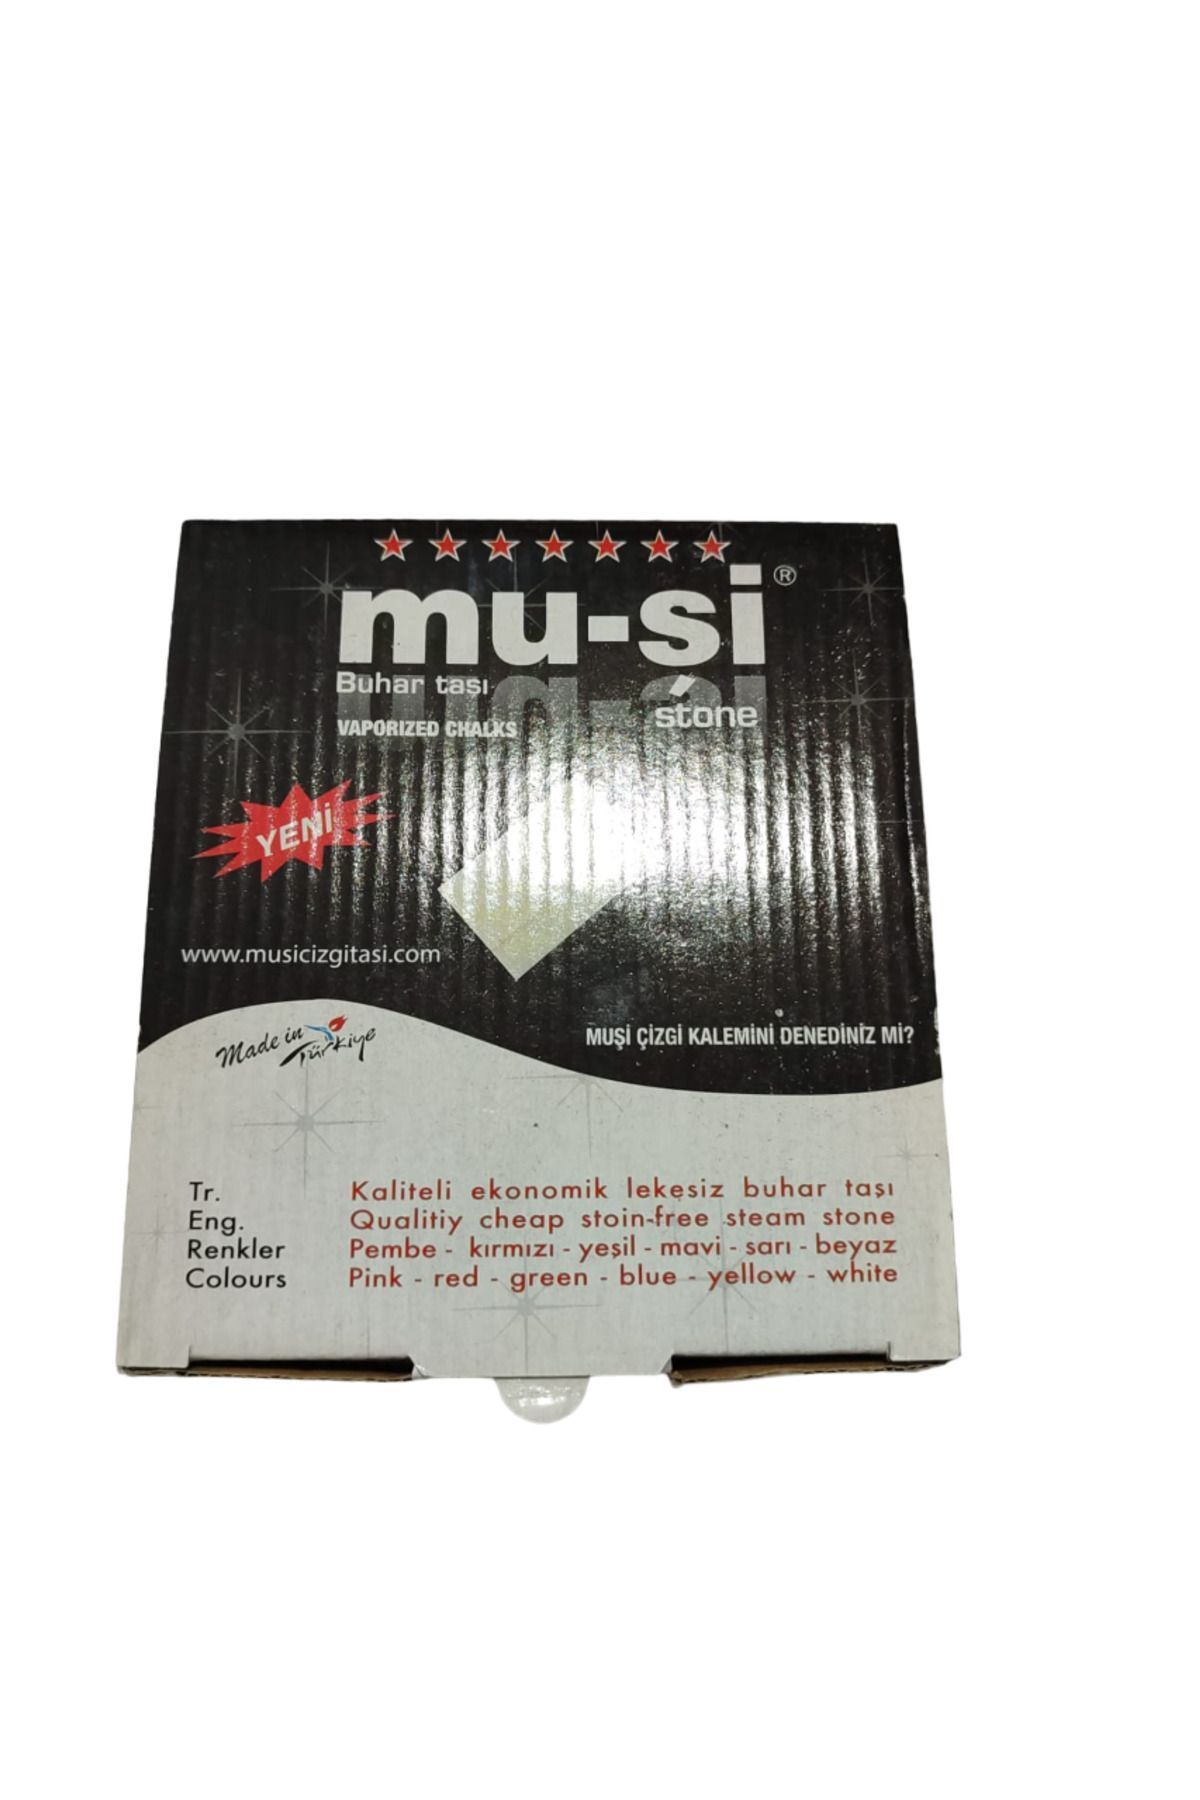 mu-si ®
Buhar tası
stone
VAPORIZED CHALKS
YENİ
www.musicizgitasi.com
Made in Türkiye
MUŞİ ÇİZGİ KALEMİNİ DENEDİNİZ Mİ?
Tr. Kaliteli ekonomik lekesiz buhar taşı
Eng. Qualitiy cheap stoin-free steam stone
Renkler Pembe - kırmızı - yeşil - mavi - sarı - beyaz
Colours Pink - red - green - blue - yellow - white